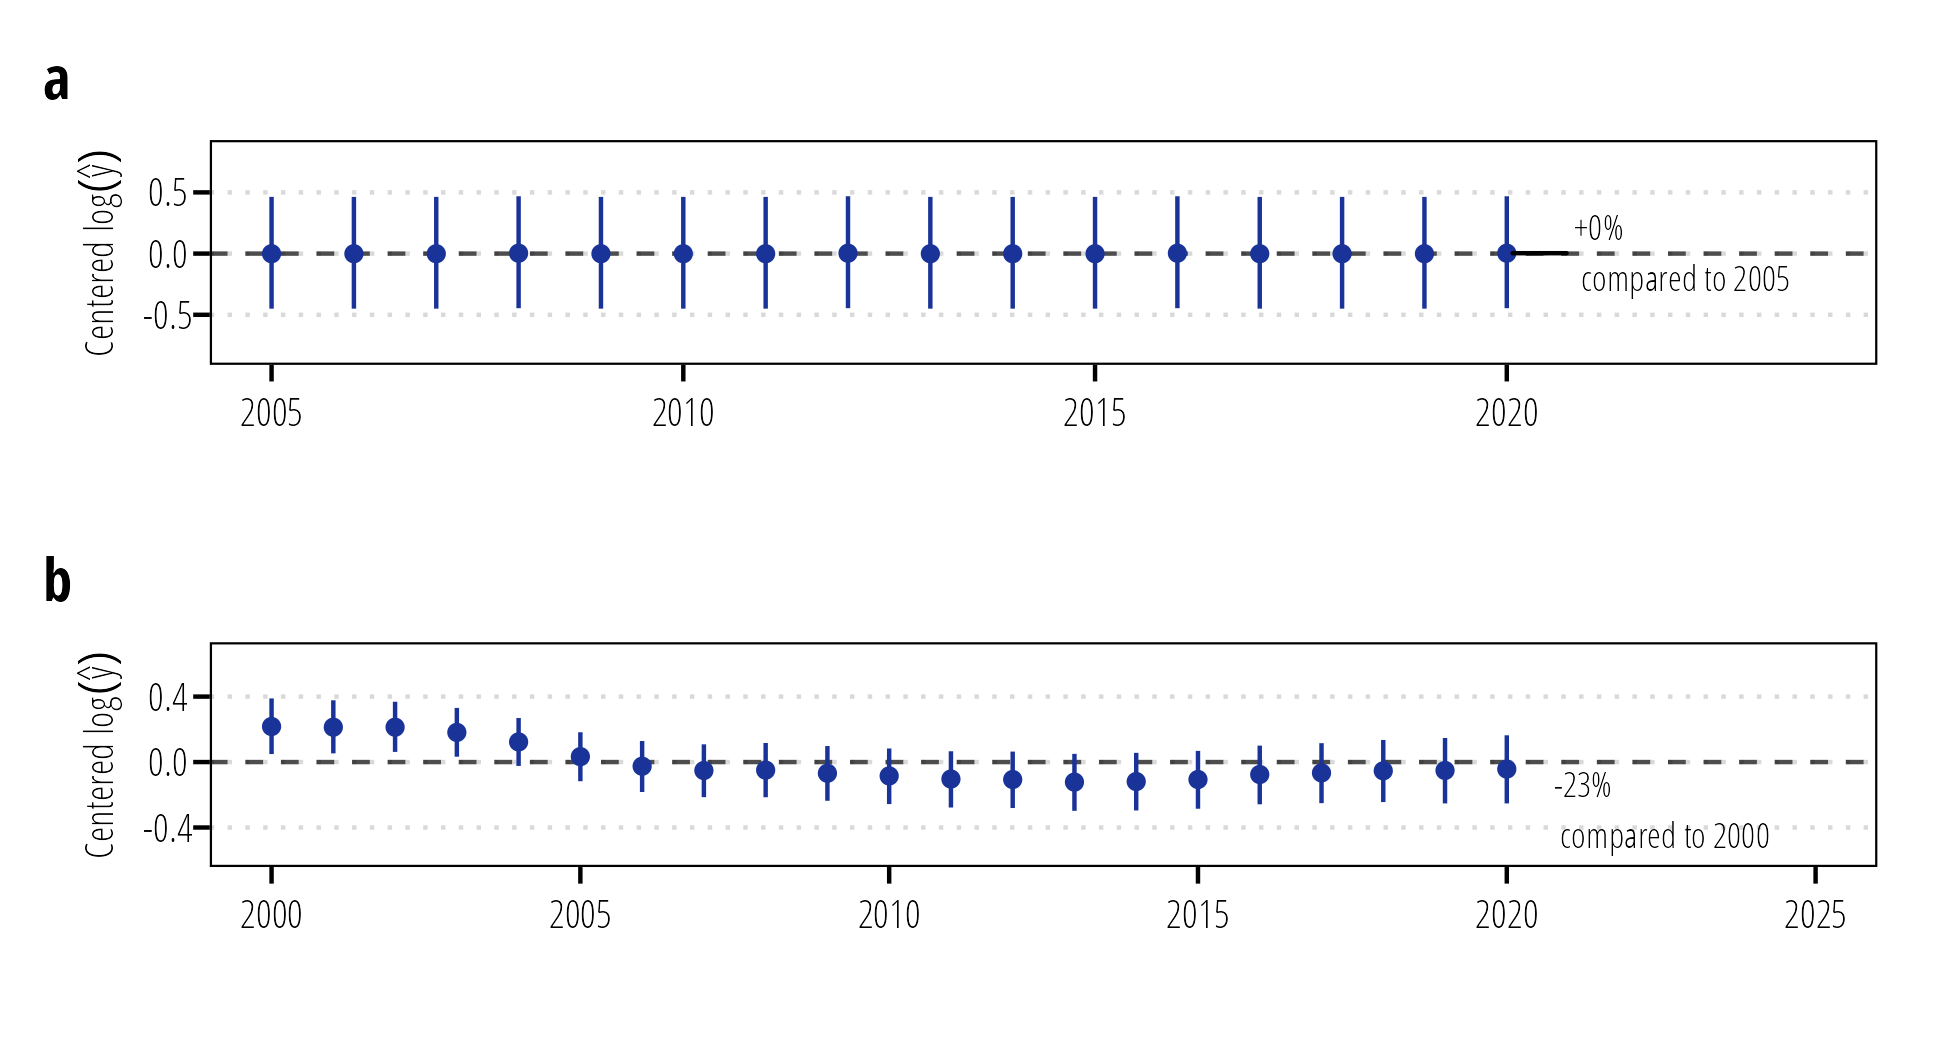 a
Centered log(ŷ)
0.5
0.0
-0.5
+0%
compared to 2005
2005 2010 2015 2020
b
Centered log(ŷ)
0.4
0.0
-0.4
-23%
compared to 2000
2000 2005 2010 2015 2020 2025